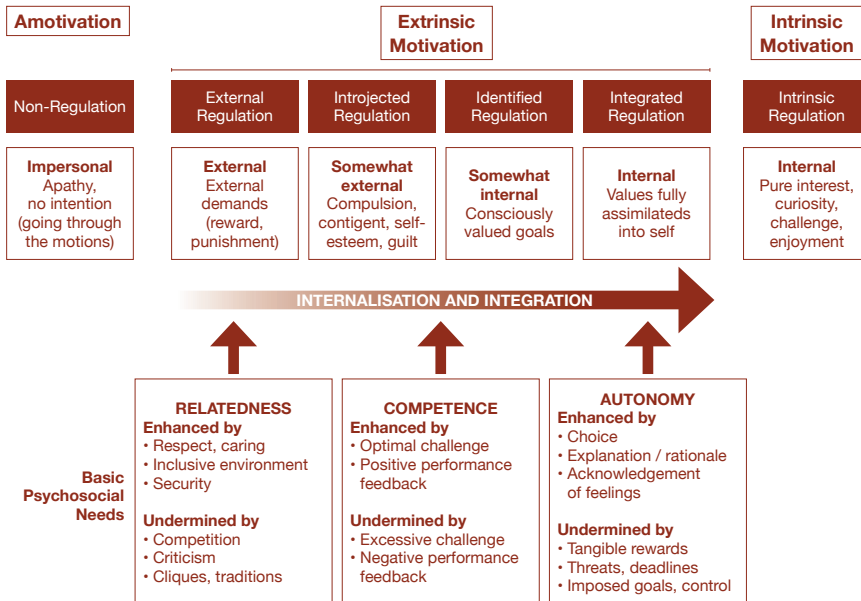 Amotivation
Extrinsic
Motivation
Intrinsic
Motivation
Non-Regulation
External
Regulation
Introjected
Regulation
Identified
Regulation
Integrated
Regulation
Intrinsic
Regulation
Impersonal
Apathy,
no intention
(going through
the motions)
External
External
demands
(reward,
punishment)
Somewhat
external
Compulsion,
contigent, self-
esteem, guilt
Somewhat
internal
Consciously
valued goals
Internal
Values fully
assimilateds
into self
Internal
Pure interest,
curiosity,
challenge,
enjoyment
INTERNALISATION AND INTEGRATION
Basic
Psychosocial
Needs
RELATEDNESS
Enhanced by
• Respect, caring
• Inclusive environment
• Security
Undermined by
• Competition
• Criticism
• Cliques, traditions
COMPETENCE
Enhanced by
• Optimal challenge
• Positive performance
feedback
Undermined by
• Excessive challenge
• Negative performance
feedback
AUTONOMY
Enhanced by
• Choice
• Explanation / rationale
• Acknowledgement
of feelings
Undermined by
• Tangible rewards
• Threats, deadlines
• Imposed goals, control